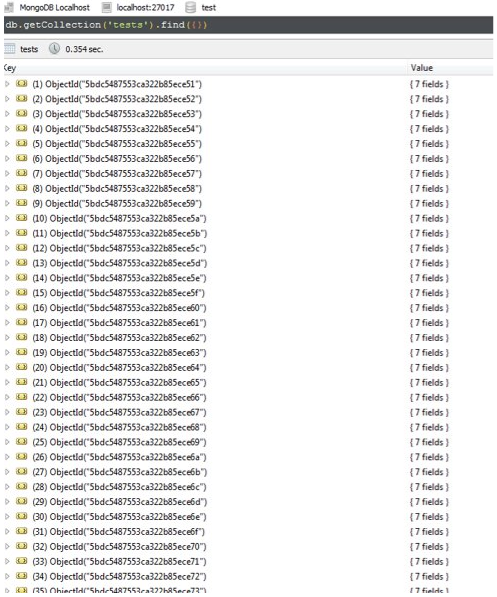 MongoDB Localhost localhost:27017 test
db.getCollection('tests').find({})
tests 0.354 sec.
Key Value
(1) ObjectId("5bdc5487553ca322b85ece51") { 7 fields }
(2) ObjectId("5bdc5487553ca322b85ece52") { 7 fields }
(3) ObjectId("5bdc5487553ca322b85ece53") { 7 fields }
(4) ObjectId("5bdc5487553ca322b85ece54") { 7 fields }
(5) ObjectId("5bdc5487553ca322b85ece55") { 7 fields }
(6) ObjectId("5bdc5487553ca322b85ece56") { 7 fields }
(7) ObjectId("5bdc5487553ca322b85ece57") { 7 fields }
(8) ObjectId("5bdc5487553ca322b85ece58") { 7 fields }
(9) ObjectId("5bdc5487553ca322b85ece59") { 7 fields }
(10) ObjectId("5bdc5487553ca322b85ece5a") { 7 fields }
(11) ObjectId("5bdc5487553ca322b85ece5b") { 7 fields }
(12) ObjectId("5bdc5487553ca322b85ece5c") { 7 fields }
(13) ObjectId("5bdc5487553ca322b85ece5d") { 7 fields }
(14) ObjectId("5bdc5487553ca322b85ece5e") { 7 fields }
(15) ObjectId("5bdc5487553ca322b85ece5f") { 7 fields }
(16) ObjectId("5bdc5487553ca322b85ece60") { 7 fields }
(17) ObjectId("5bdc5487553ca322b85ece61") { 7 fields }
(18) ObjectId("5bdc5487553ca322b85ece62") { 7 fields }
(19) ObjectId("5bdc5487553ca322b85ece63") { 7 fields }
(20) ObjectId("5bdc5487553ca322b85ece64") { 7 fields }
(21) ObjectId("5bdc5487553ca322b85ece65") { 7 fields }
(22) ObjectId("5bdc5487553ca322b85ece66") { 7 fields }
(23) ObjectId("5bdc5487553ca322b85ece67") { 7 fields }
(24) ObjectId("5bdc5487553ca322b85ece68") { 7 fields }
(25) ObjectId("5bdc5487553ca322b85ece69") { 7 fields }
(26) ObjectId("5bdc5487553ca322b85ece6a") { 7 fields }
(27) ObjectId("5bdc5487553ca322b85ece6b") { 7 fields }
(28) ObjectId("5bdc5487553ca322b85ece6c") { 7 fields }
(29) ObjectId("5bdc5487553ca322b85ece6d") { 7 fields }
(30) ObjectId("5bdc5487553ca322b85ece6e") { 7 fields }
(31) ObjectId("5bdc5487553ca322b85ece6f") { 7 fields }
(32) ObjectId("5bdc5487553ca322b85ece70") { 7 fields }
(33) ObjectId("5bdc5487553ca322b85ece71") { 7 fields }
(34) ObjectId("5bdc5487553ca322b85ece72") { 7 fields }
(35) ObjectId("5bdc5487553ca322b85ece73") { 7 fields }